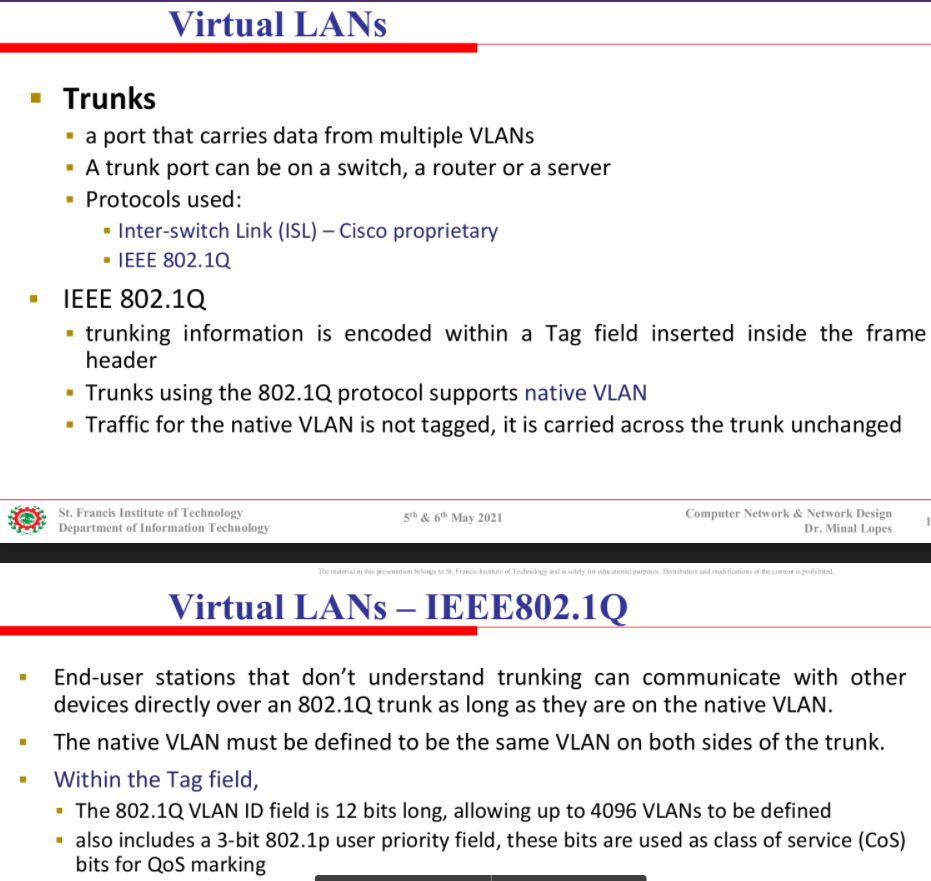 Virtual LANs
Trunks
a port that carries data from multiple VLANs
A trunk port can be on a switch, a router or a server
Protocols used:
Inter-switch Link (ISL) – Cisco proprietary
IEEE 802.1Q
IEEE 802.1Q
trunking information is encoded within a Tag field inserted inside the frame
header
Trunks using the 802.1Q protocol supports native VLAN
Traffic for the native VLAN is not tagged, it is carried across the trunk unchanged
St. Francis Institute of Technology
Department of Information Technology
5th & 6th May 2021
Computer Network & Network Design
Dr. Minal Lopes
1
The material in this presentation belongs to St. Francis Institute of Technology and is solely for educational purposes. Distribution and modifications of the content is prohibited.
Virtual LANs – IEEE802.1Q
End-user stations that don’t understand trunking can communicate with other
devices directly over an 802.1Q trunk as long as they are on the native VLAN.
The native VLAN must be defined to be the same VLAN on both sides of the trunk.
Within the Tag field,
The 802.1Q VLAN ID field is 12 bits long, allowing up to 4096 VLANs to be defined
also includes a 3-bit 802.1p user priority field, these bits are used as class of service (CoS)
bits for QoS marking